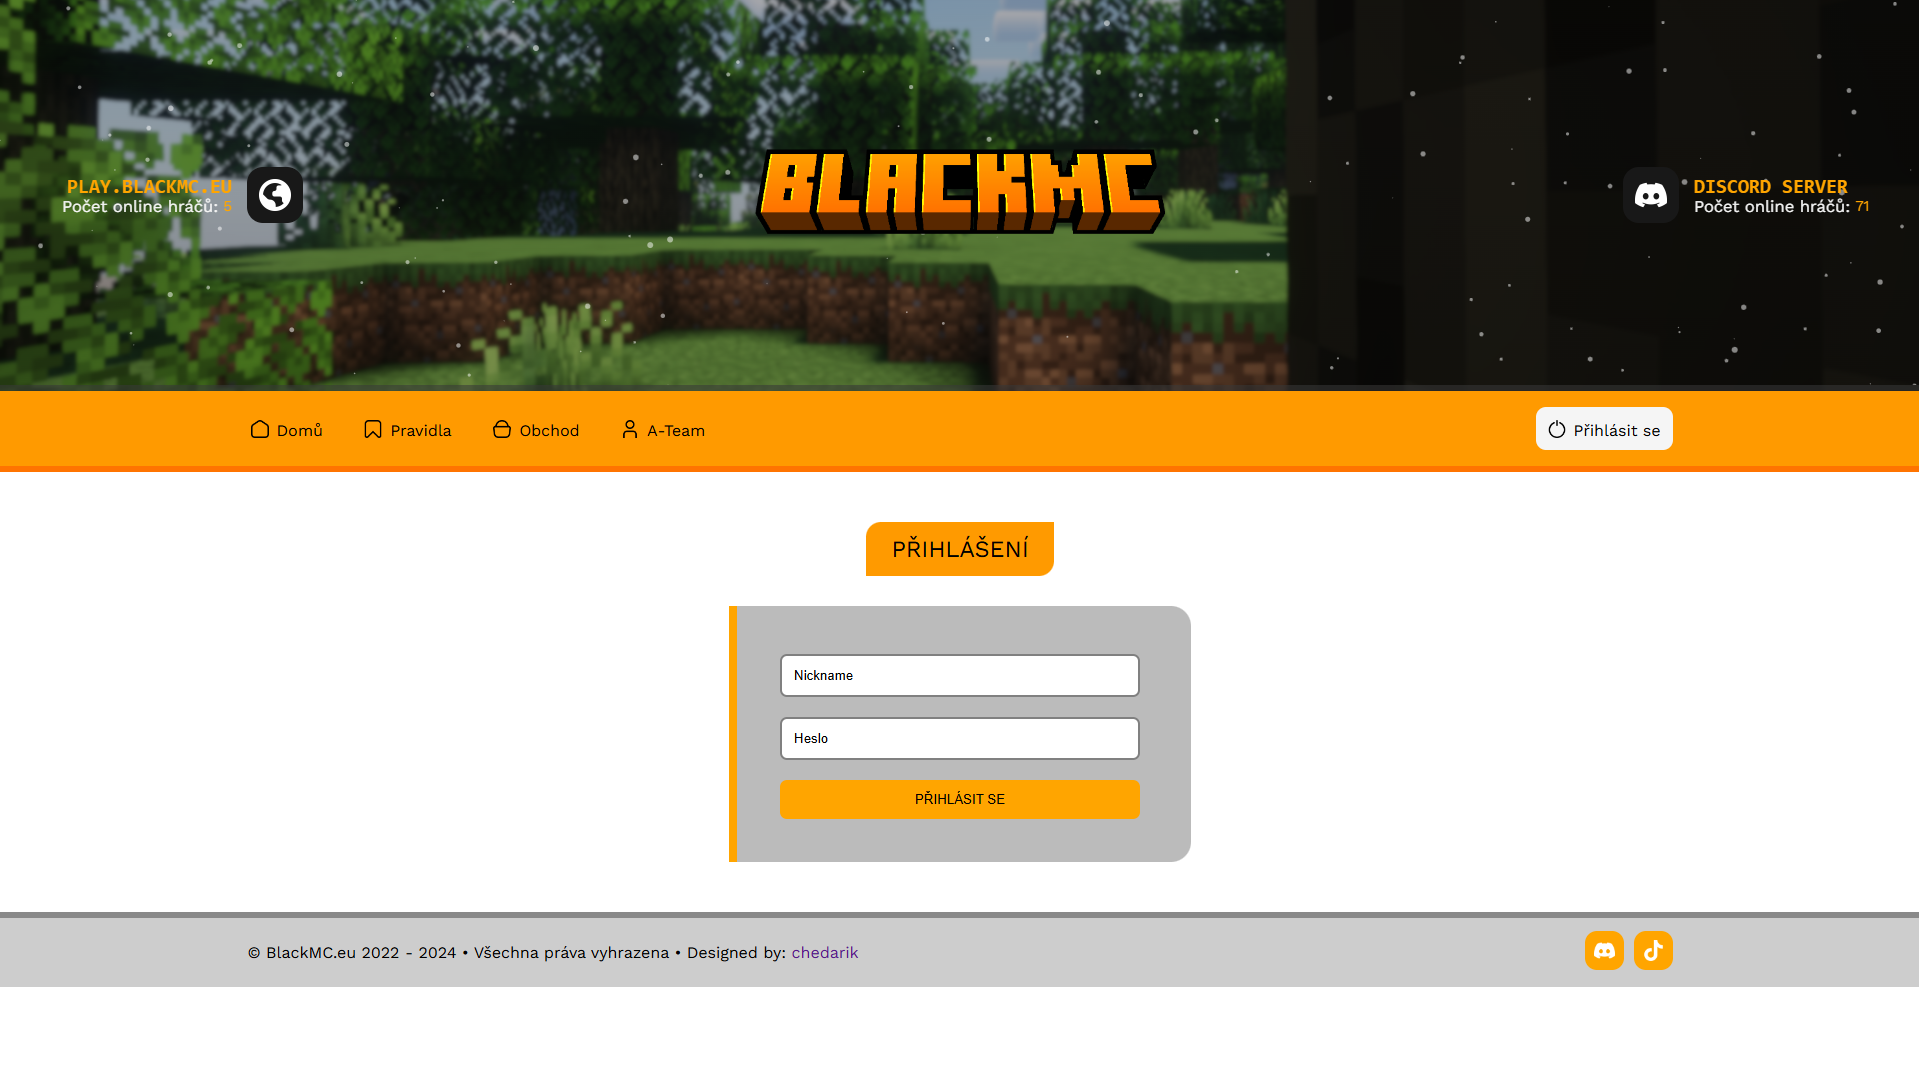 PLAY.BLACKMC.EU
Počet online hráčů: 5
BLACKMC
DISCORD SERVER
Počet online hráčů: 71
Domů
Pravidla
Obchod
A-Team
Přihlásit se
PŘIHLÁŠENÍ
Nickname
Heslo
PŘIHLÁSIT SE
© BlackMC.eu 2022 - 2024 • Všechna práva vyhrazena • Designed by: chedarik